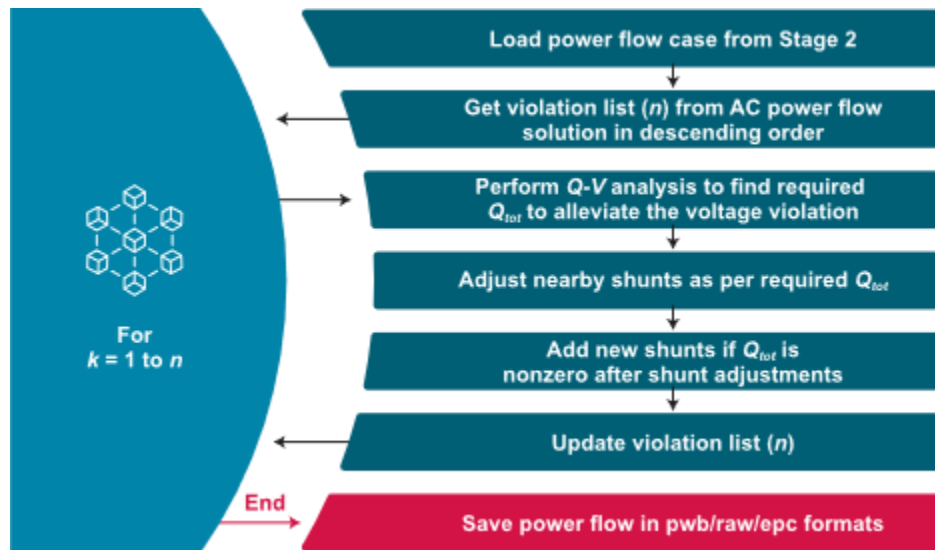 Load power flow case from Stage 2
Get violation list (n) from AC power flow
solution in descending order
Perform Q-V analysis to find required
Qtot to alleviate the voltage violation
Adjust nearby shunts as per required Qtot
For
k = 1 to n
Add new shunts if Qtot is
nonzero after shunt adjustments
Update violation list (n)
End
Save power flow in pwb/raw/epc formats